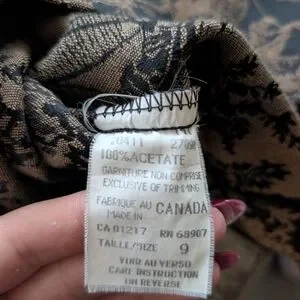 20411 2708
100% ACETATE
GARNITURE NON COMPRISE
EXCLUSIVE OF TRIMMING
FABRIQUE AU
MADE IN CANADA
CA 81217 RN 68907
TAILLE/SIZE 9
VOIR AU VERSO
CARE INSTRUCTION
ON REVERSE